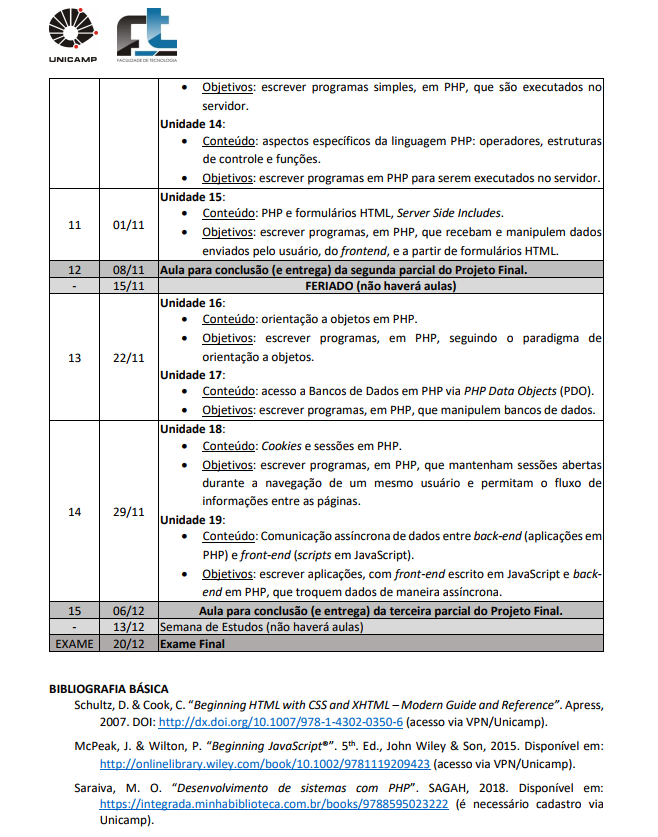 UNICAMP
FACULDADE DE TECNOLOGIA
• Objetivos: escrever programas simples, em PHP, que são executados no
servidor.
Unidade 14:
• Conteúdo: aspectos específicos da linguagem PHP: operadores, estruturas
de controle e funções.
• Objetivos: escrever programas em PHP para serem executados no servidor.
11 01/11
Unidade 15:
• Conteúdo: PHP e formulários HTML, Server Side Includes.
• Objetivos: escrever programas, em PHP, que recebam e manipulem dados
enviados pelo usuário, do frontend, e a partir de formulários HTML.
12 08/11 Aula para conclusão (e entrega) da segunda parcial do Projeto Final.
- 15/11 FERIADO (não haverá aulas)
13 22/11
Unidade 16:
• Conteúdo: orientação a objetos em PHP.
• Objetivos: escrever programas, em PHP, seguindo o paradigma de
orientação a objetos.
Unidade 17:
• Conteúdo: acesso a Bancos de Dados em PHP via PHP Data Objects (PDO).
• Objetivos: escrever programas, em PHP, que manipulem bancos de dados.
14 29/11
Unidade 18:
• Conteúdo: Cookies e sessões em PHP.
• Objetivos: escrever programas, em PHP, que mantenham sessões abertas
durante a navegação de um mesmo usuário e permitam o fluxo de
informações entre as páginas.
Unidade 19:
• Conteúdo: Comunicação assíncrona de dados entre back-end (aplicações em
PHP) e front-end (scripts em JavaScript).
• Objetivos: escrever aplicações, com front-end escrito em JavaScript e back-
end em PHP, que troquem dados de maneira assíncrona.
15 06/12 Aula para conclusão (e entrega) da terceira parcial do Projeto Final.
- 13/12 Semana de Estudos (não haverá aulas)
EXAME 20/12 Exame Final
BIBLIOGRAFIA BÁSICA
Schultz, D. & Cook, C. “Beginning HTML with CSS and XHTML – Modern Guide and Reference”. Apress,
2007. DOI: http://dx.doi.org/10.1007/978-1-4302-0350-6 (acesso via VPN/Unicamp).
McPeak, J. & Wilton, P. “Beginning JavaScript®”. 5th. Ed., John Wiley & Son, 2015. Disponível em:
http://onlinelibrary.wiley.com/book/10.1002/9781119209423 (acesso via VPN/Unicamp).
Saraiva, M. O. “Desenvolvimento de sistemas com PHP”. SAGAH, 2018. Disponível em:
https://integrada.minhabiblioteca.com.br/books/9788595023222 (é necessário cadastro via
Unicamp).